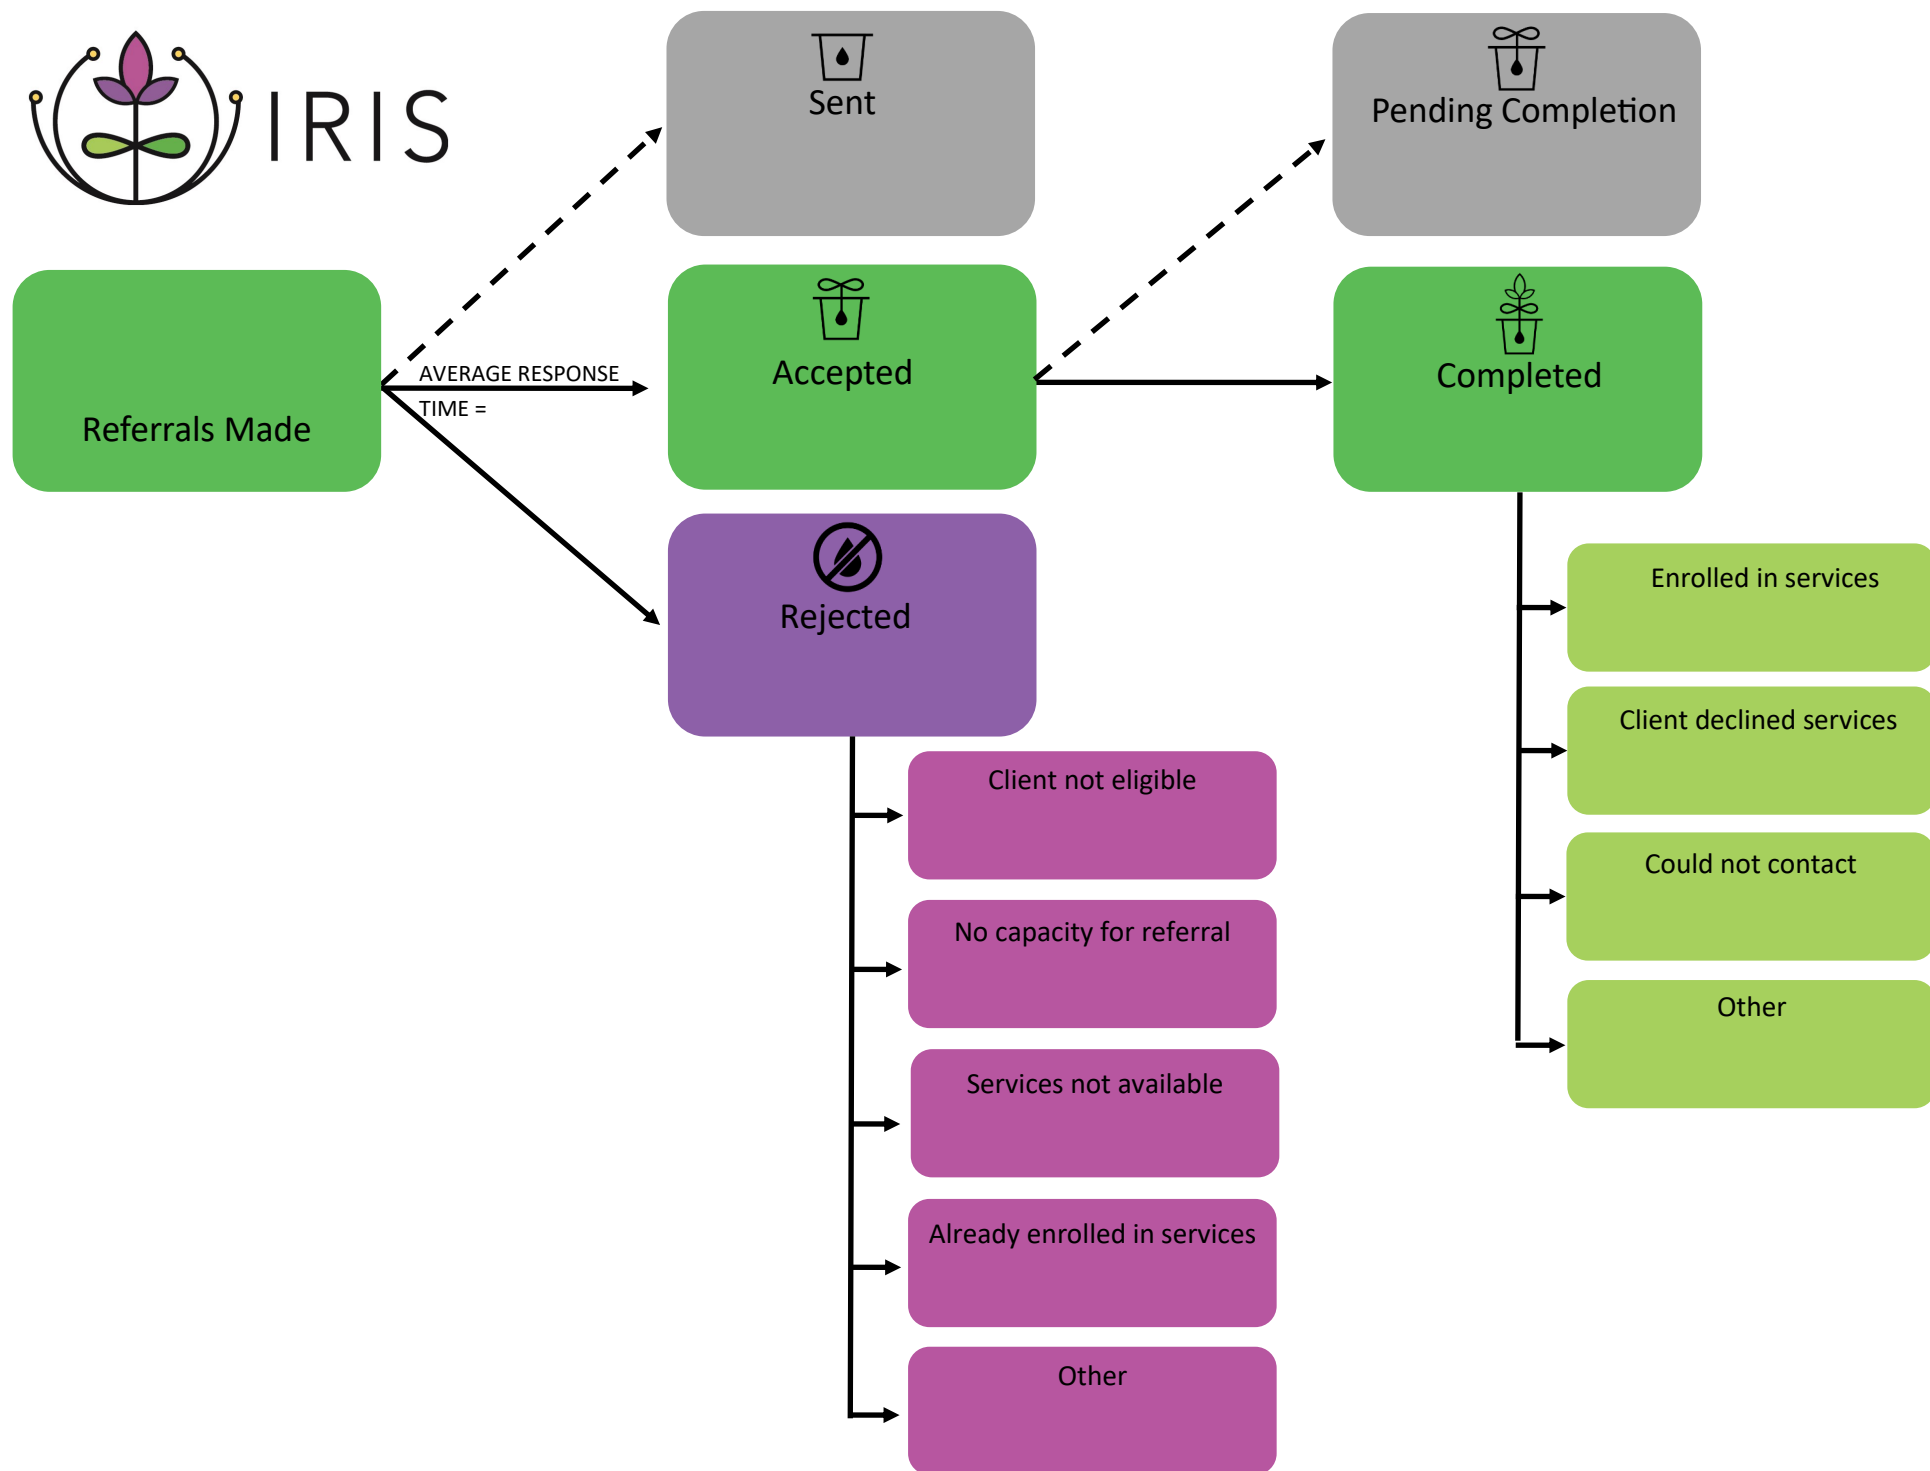 IRIS
Sent
Pending Completion
Referrals Made
AVERAGE RESPONSE
TIME =
Accepted
Completed
Rejected
Enrolled in services
Client declined services
Could not contact
Other
Client not eligible
No capacity for referral
Services not available
Already enrolled in services
Other